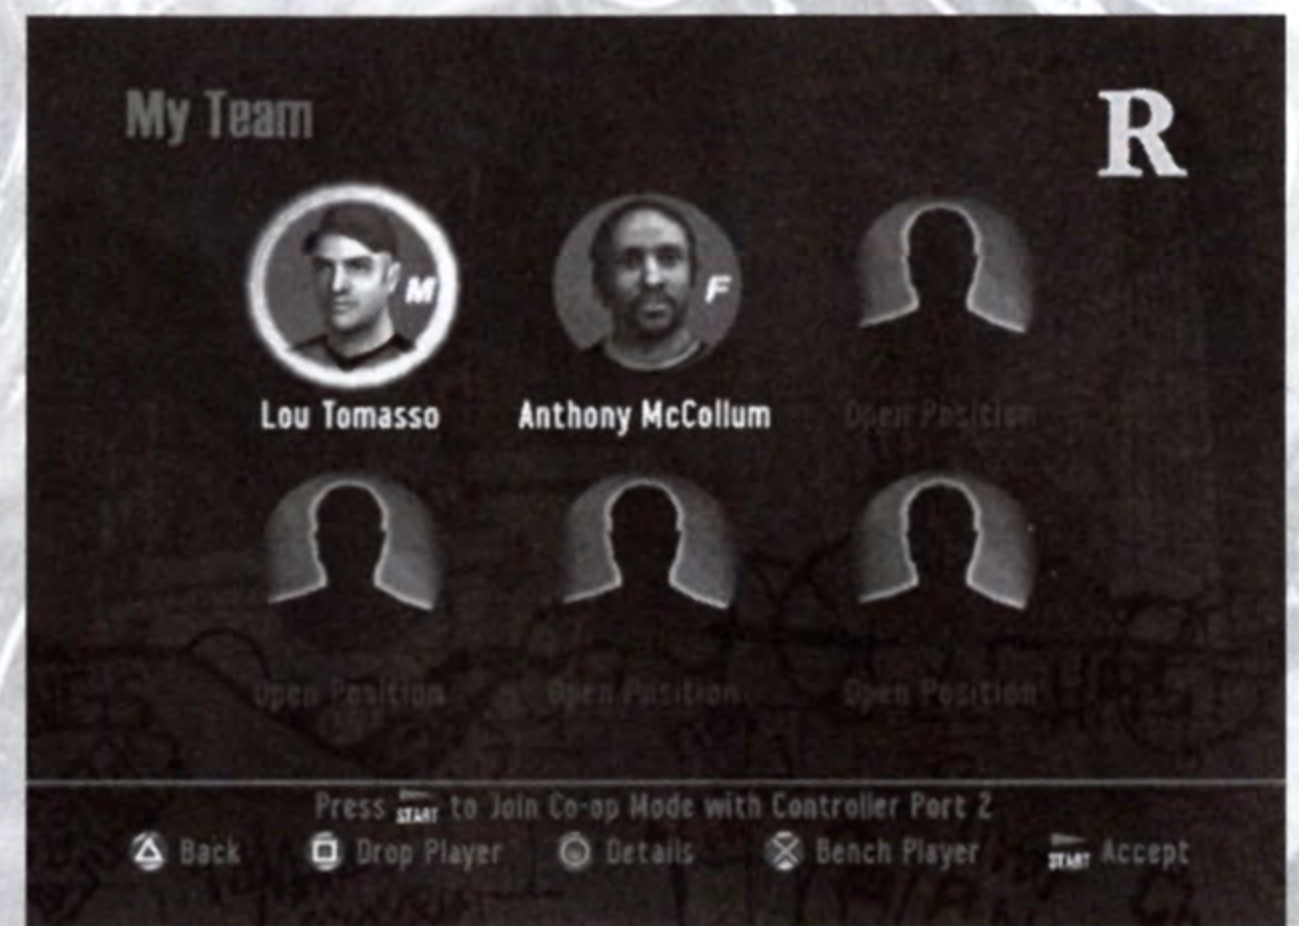 My Team
R
M
F
Lou Tomasso
Anthony McCollum
Open Position
Open Position
Open Position
Open Position
Press START to Join Co-op Mode with Controller Port 2
Back
Drop Player
Details
Bench Player
START Accept